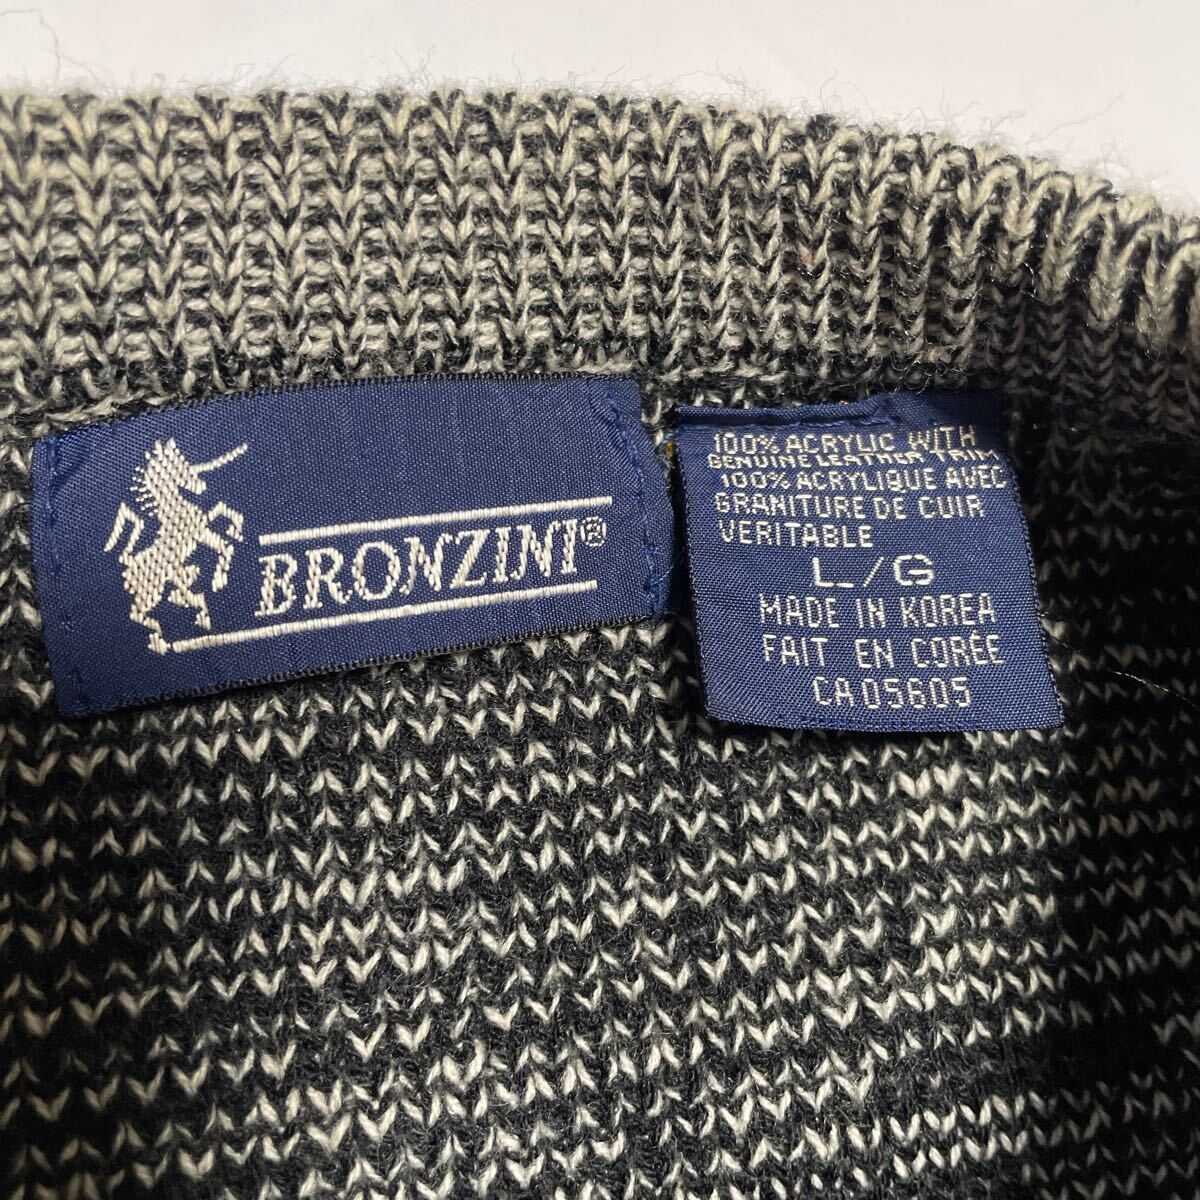 BRONZINI®
100% ACRYLIC WITH
GENUINE LEATHER TRIM
100% ACRYLIQUE AVEC
GRANITURE DE CUIR
VERITABLE
L/G
MADE IN KOREA
FAIT EN CORÉE
CA05605